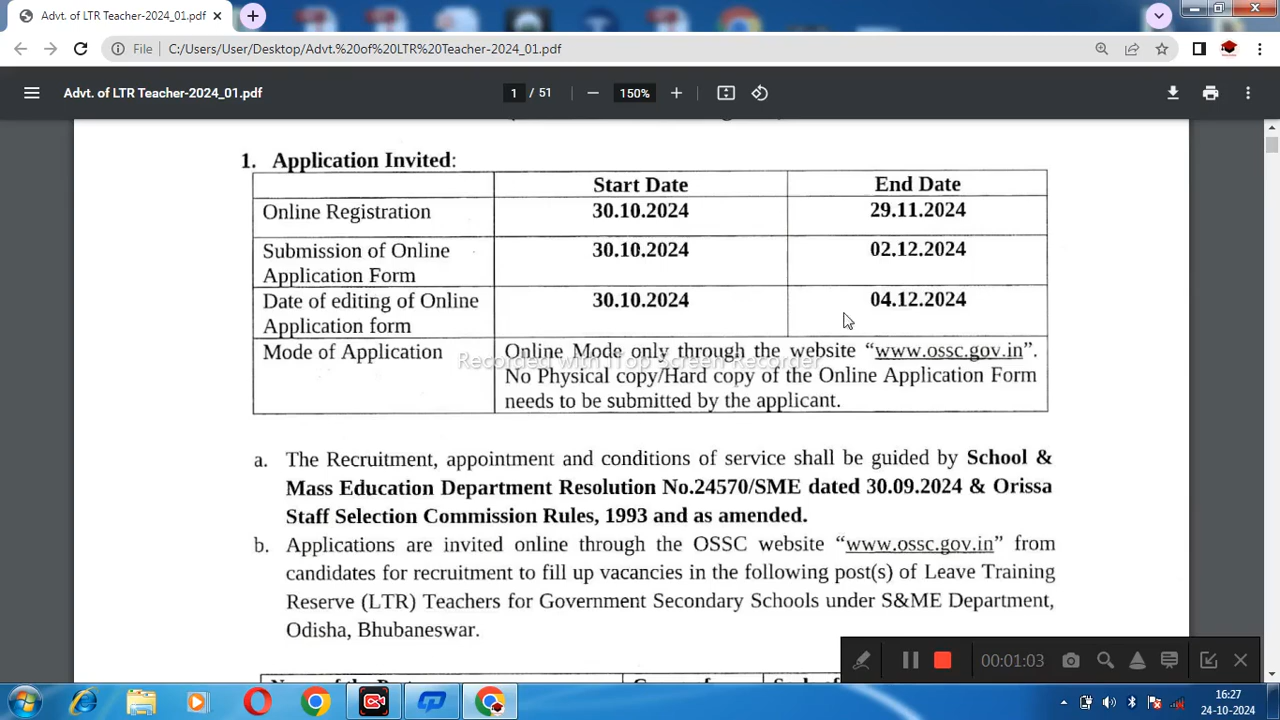 Advt. of LTR Teacher-2024_01.pdf
File C:/Users/User/Desktop/Advt.%20of%20LTR%20Teacher-2024_01.pdf
Advt. of LTR Teacher-2024_01.pdf 1 / 51 150%
1. Application Invited:
Start Date End Date
Online Registration 30.10.2024 29.11.2024
Submission of Online 30.10.2024 02.12.2024
Application Form
Date of editing of Online 30.10.2024 04.12.2024
Application form
Mode of Application Online Mode only through the website “www.ossc.gov.in”.
Recorded with iTop Screen Recorder
No Physical copy/Hard copy of the Online Application Form
needs to be submitted by the applicant.
a. The Recruitment, appointment and conditions of service shall be guided by School &
Mass Education Department Resolution No.24570/SME dated 30.09.2024 & Orissa
Staff Selection Commission Rules, 1993 and as amended.
b. Applications are invited online through the OSSC website “www.ossc.gov.in” from
candidates for recruitment to fill up vacancies in the following post(s) of Leave Training
Reserve (LTR) Teachers for Government Secondary Schools under S&ME Department,
Odisha, Bhubaneswar.
00:01:03
16:27
24-10-2024